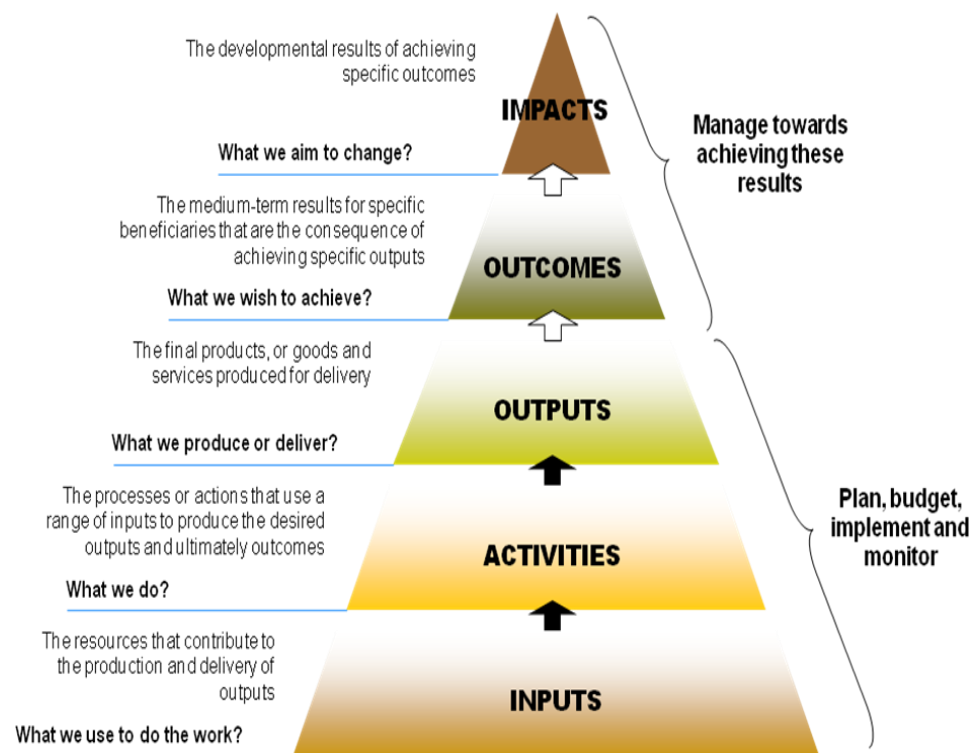 The developmental results of achieving
specific outcomes
IMPACTS
What we aim to change?
Manage towards
achieving these
results
The medium-term results for specific
beneficiaries that are the consequence of
achieving specific outputs
OUTCOMES
What we wish to achieve?
The final products, or goods and
services produced for delivery
OUTPUTS
What we produce or deliver?
The processes or actions that use a
range of inputs to produce the desired
outputs and ultimately outcomes
ACTIVITIES
What we do?
Plan, budget,
implement and
monitor
The resources that contribute to
the production and delivery of
outputs
INPUTS
What we use to do the work?